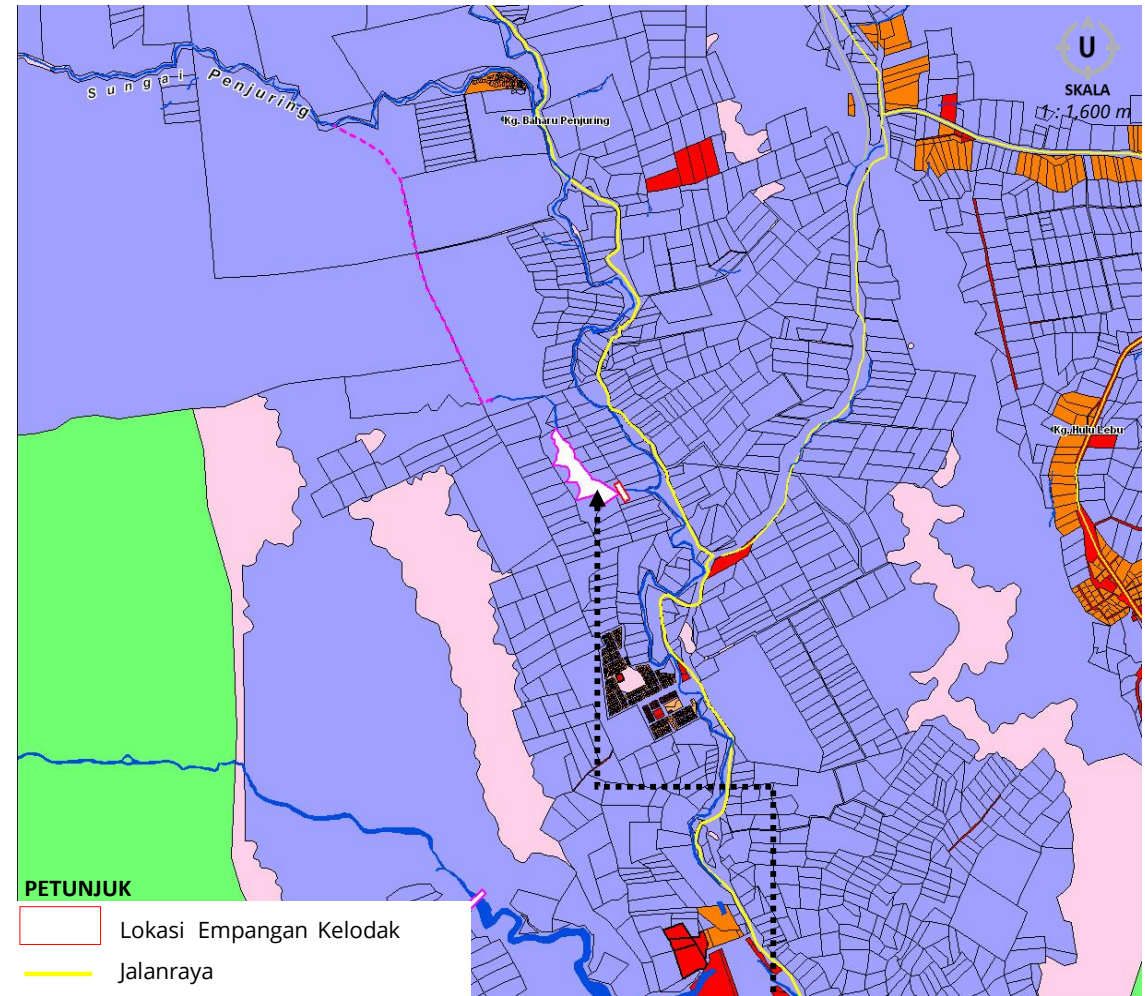 U
SKALA
1 : 1,600 m
Sungai Penjuring
Kg. Baharu Penjuring
Kg. Hulu Lebu
PETUNJUK
Lokasi Empangan Kelodak
Jalanraya